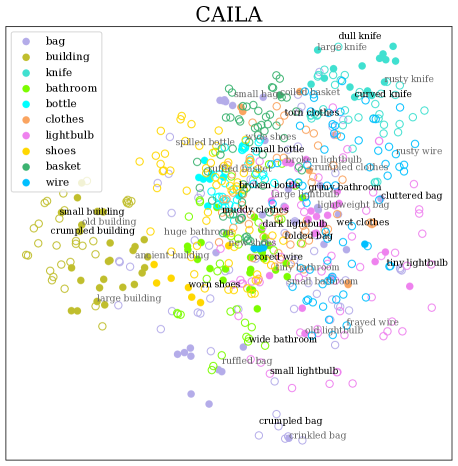 CAILA
bag
building
knife
bathroom
bottle
clothes
lightbulb
shoes
basket
wire
dull knife
large knife
rusty knife
small bag
coiled basket
curved knife
torn clothes
wide shoes
spilled bottle
small bottle
rusty wire
broken lightbulb
ruffled basket
crumpled clothes
broken bottle
grimy bathroom
large lightbulb
cluttered bag
lightweight bag
small building
muddy clothes
old building
dark lightbulb
wet clothes
crumpled building
huge bathroom
folded bag
new shoes
ancient building
cored wire
tiny lightbulb
tiny bathroom
worn shoes
small bathroom
large building
frayed wire
old lightbulb
wide bathroom
ruffled bag
small lightbulb
crumpled bag
crinkled bag